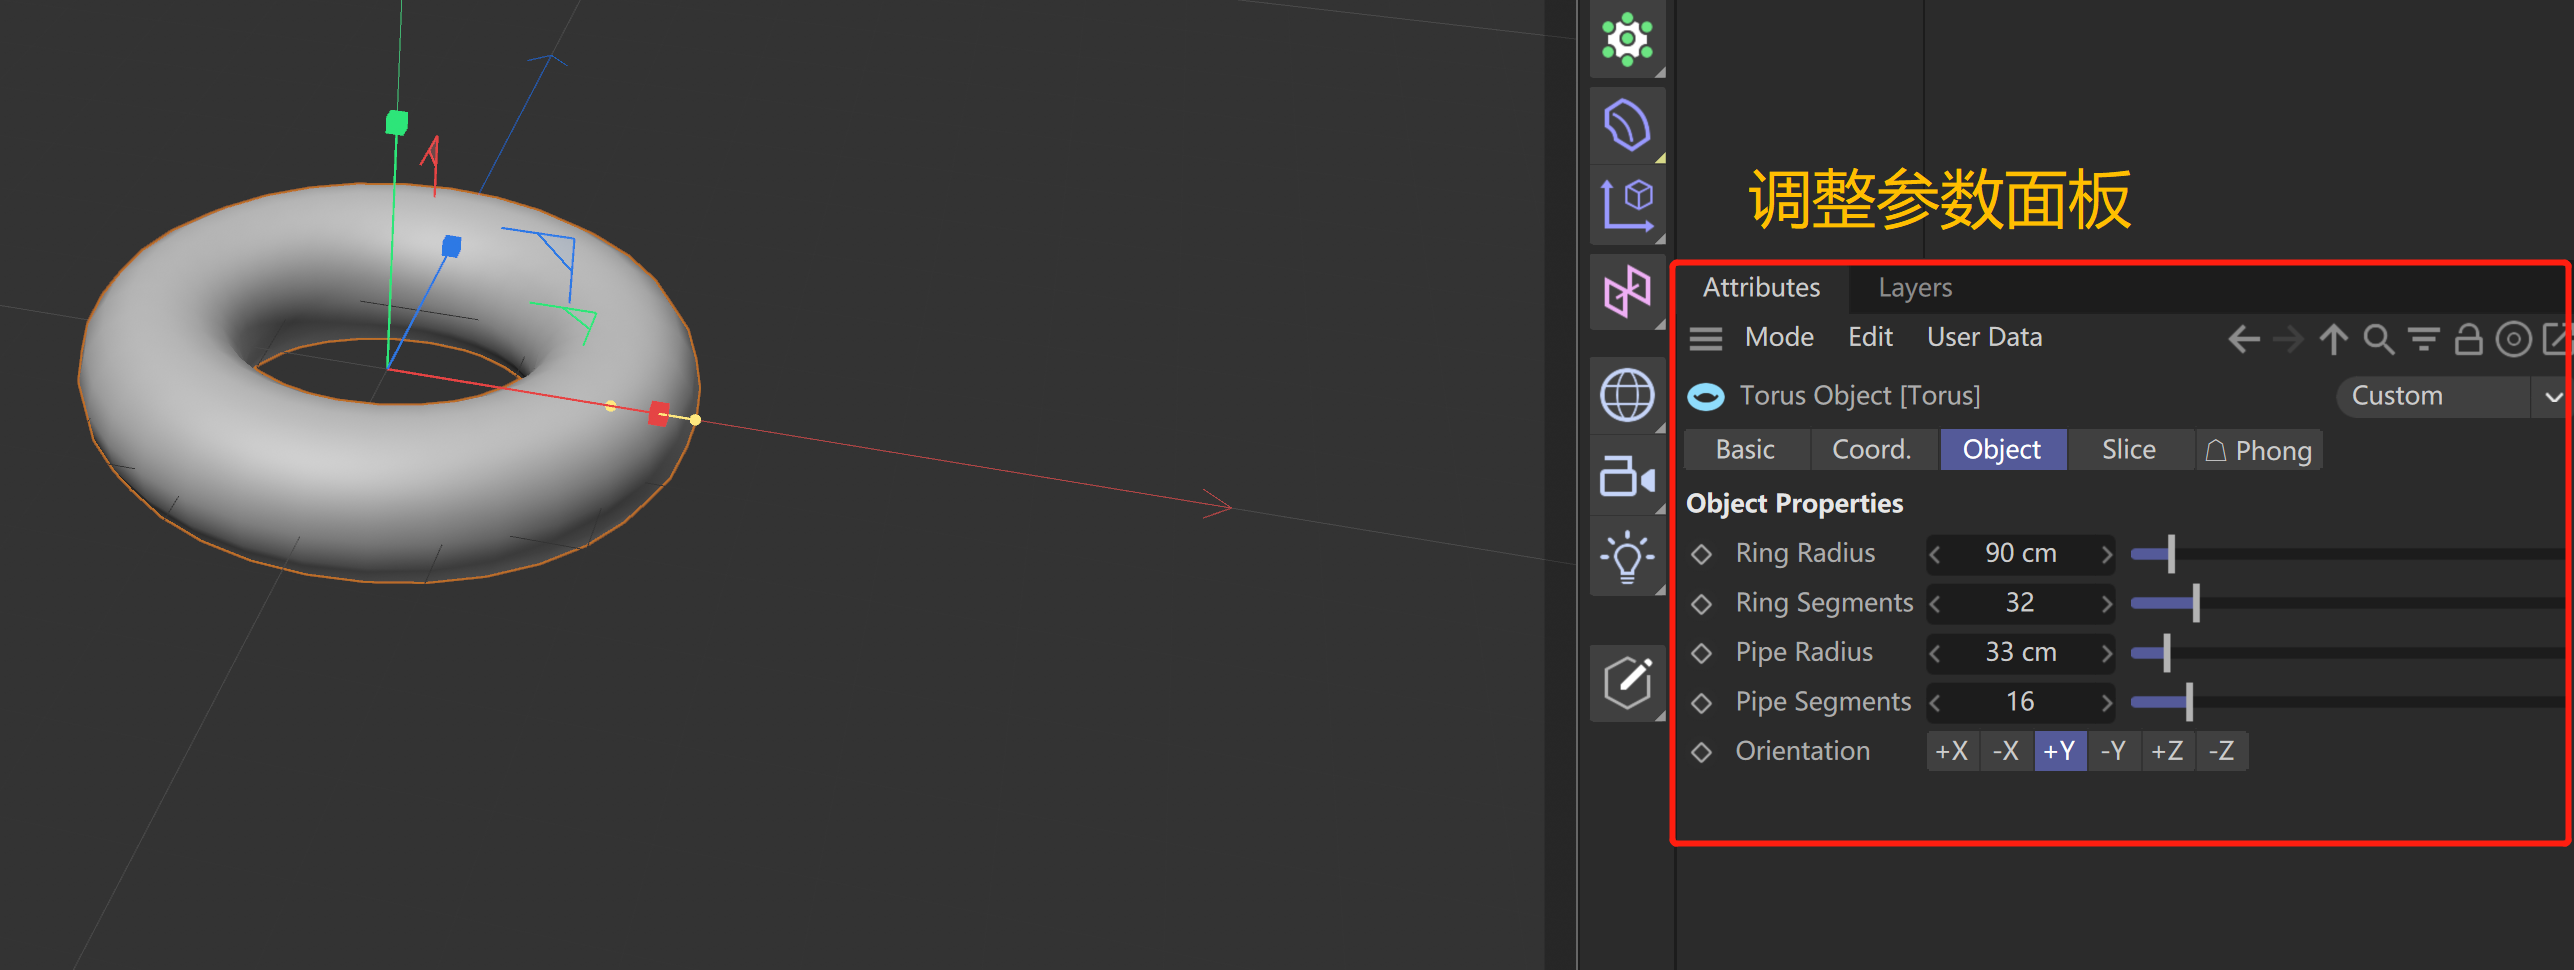 调整参数面板
Attributes Layers
Mode Edit User Data
Torus Object [Torus] Custom
Basic Coord. Object Slice Phong
Object Properties
Ring Radius 90 cm
Ring Segments 32
Pipe Radius 33 cm
Pipe Segments 16
Orientation +X -X +Y -Y +Z -Z